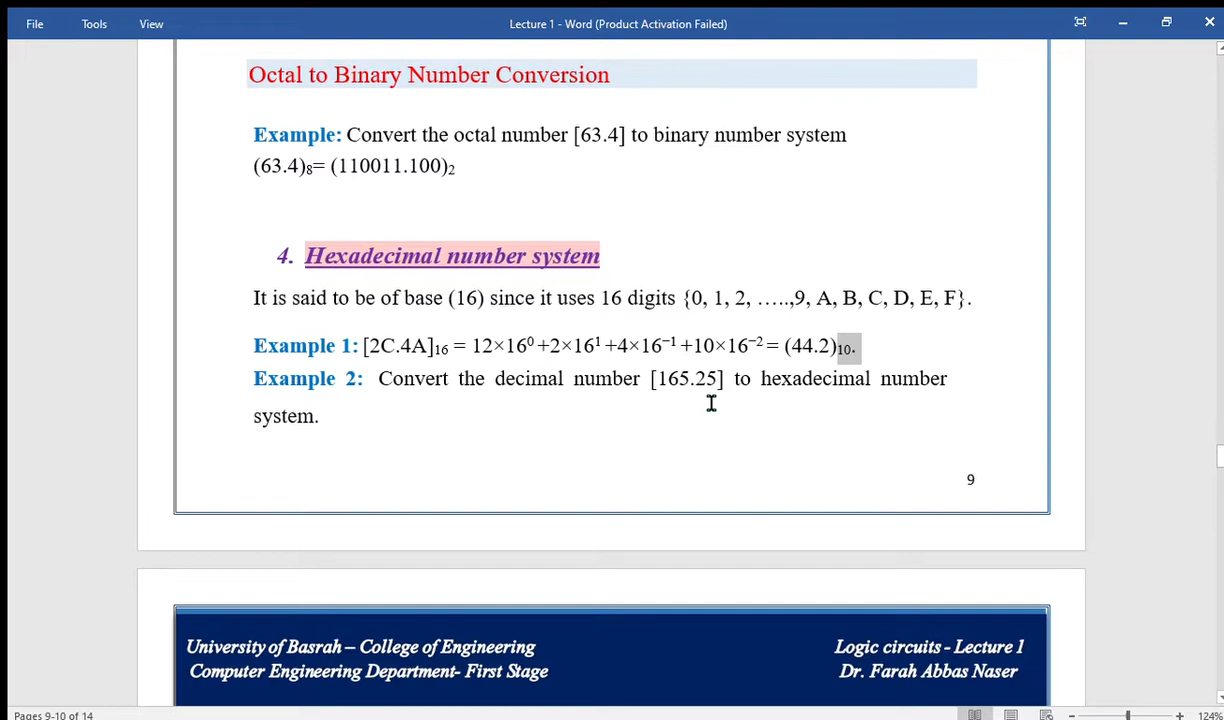 File Tools View Lecture 1 - Word (Product Activation Failed)
Octal to Binary Number Conversion
Example: Convert the octal number [63.4] to binary number system
(63.4)₈= (110011.100)₂
4. Hexadecimal number system
It is said to be of base (16) since it uses 16 digits {0, 1, 2, …..,9, A, B, C, D, E, F}.
Example 1: [2C.4A]₁₆ = 12×16⁰ +2×16¹ +4×16⁻¹ +10×16⁻² = (44.2)₁₀.
Example 2: Convert the decimal number [165.25] to hexadecimal number
system.
9
University of Basrah – College of Engineering Logic circuits - Lecture 1
Computer Engineering Department- First Stage Dr. Farah Abbas Naser
Pages 9-10 of 14 124%